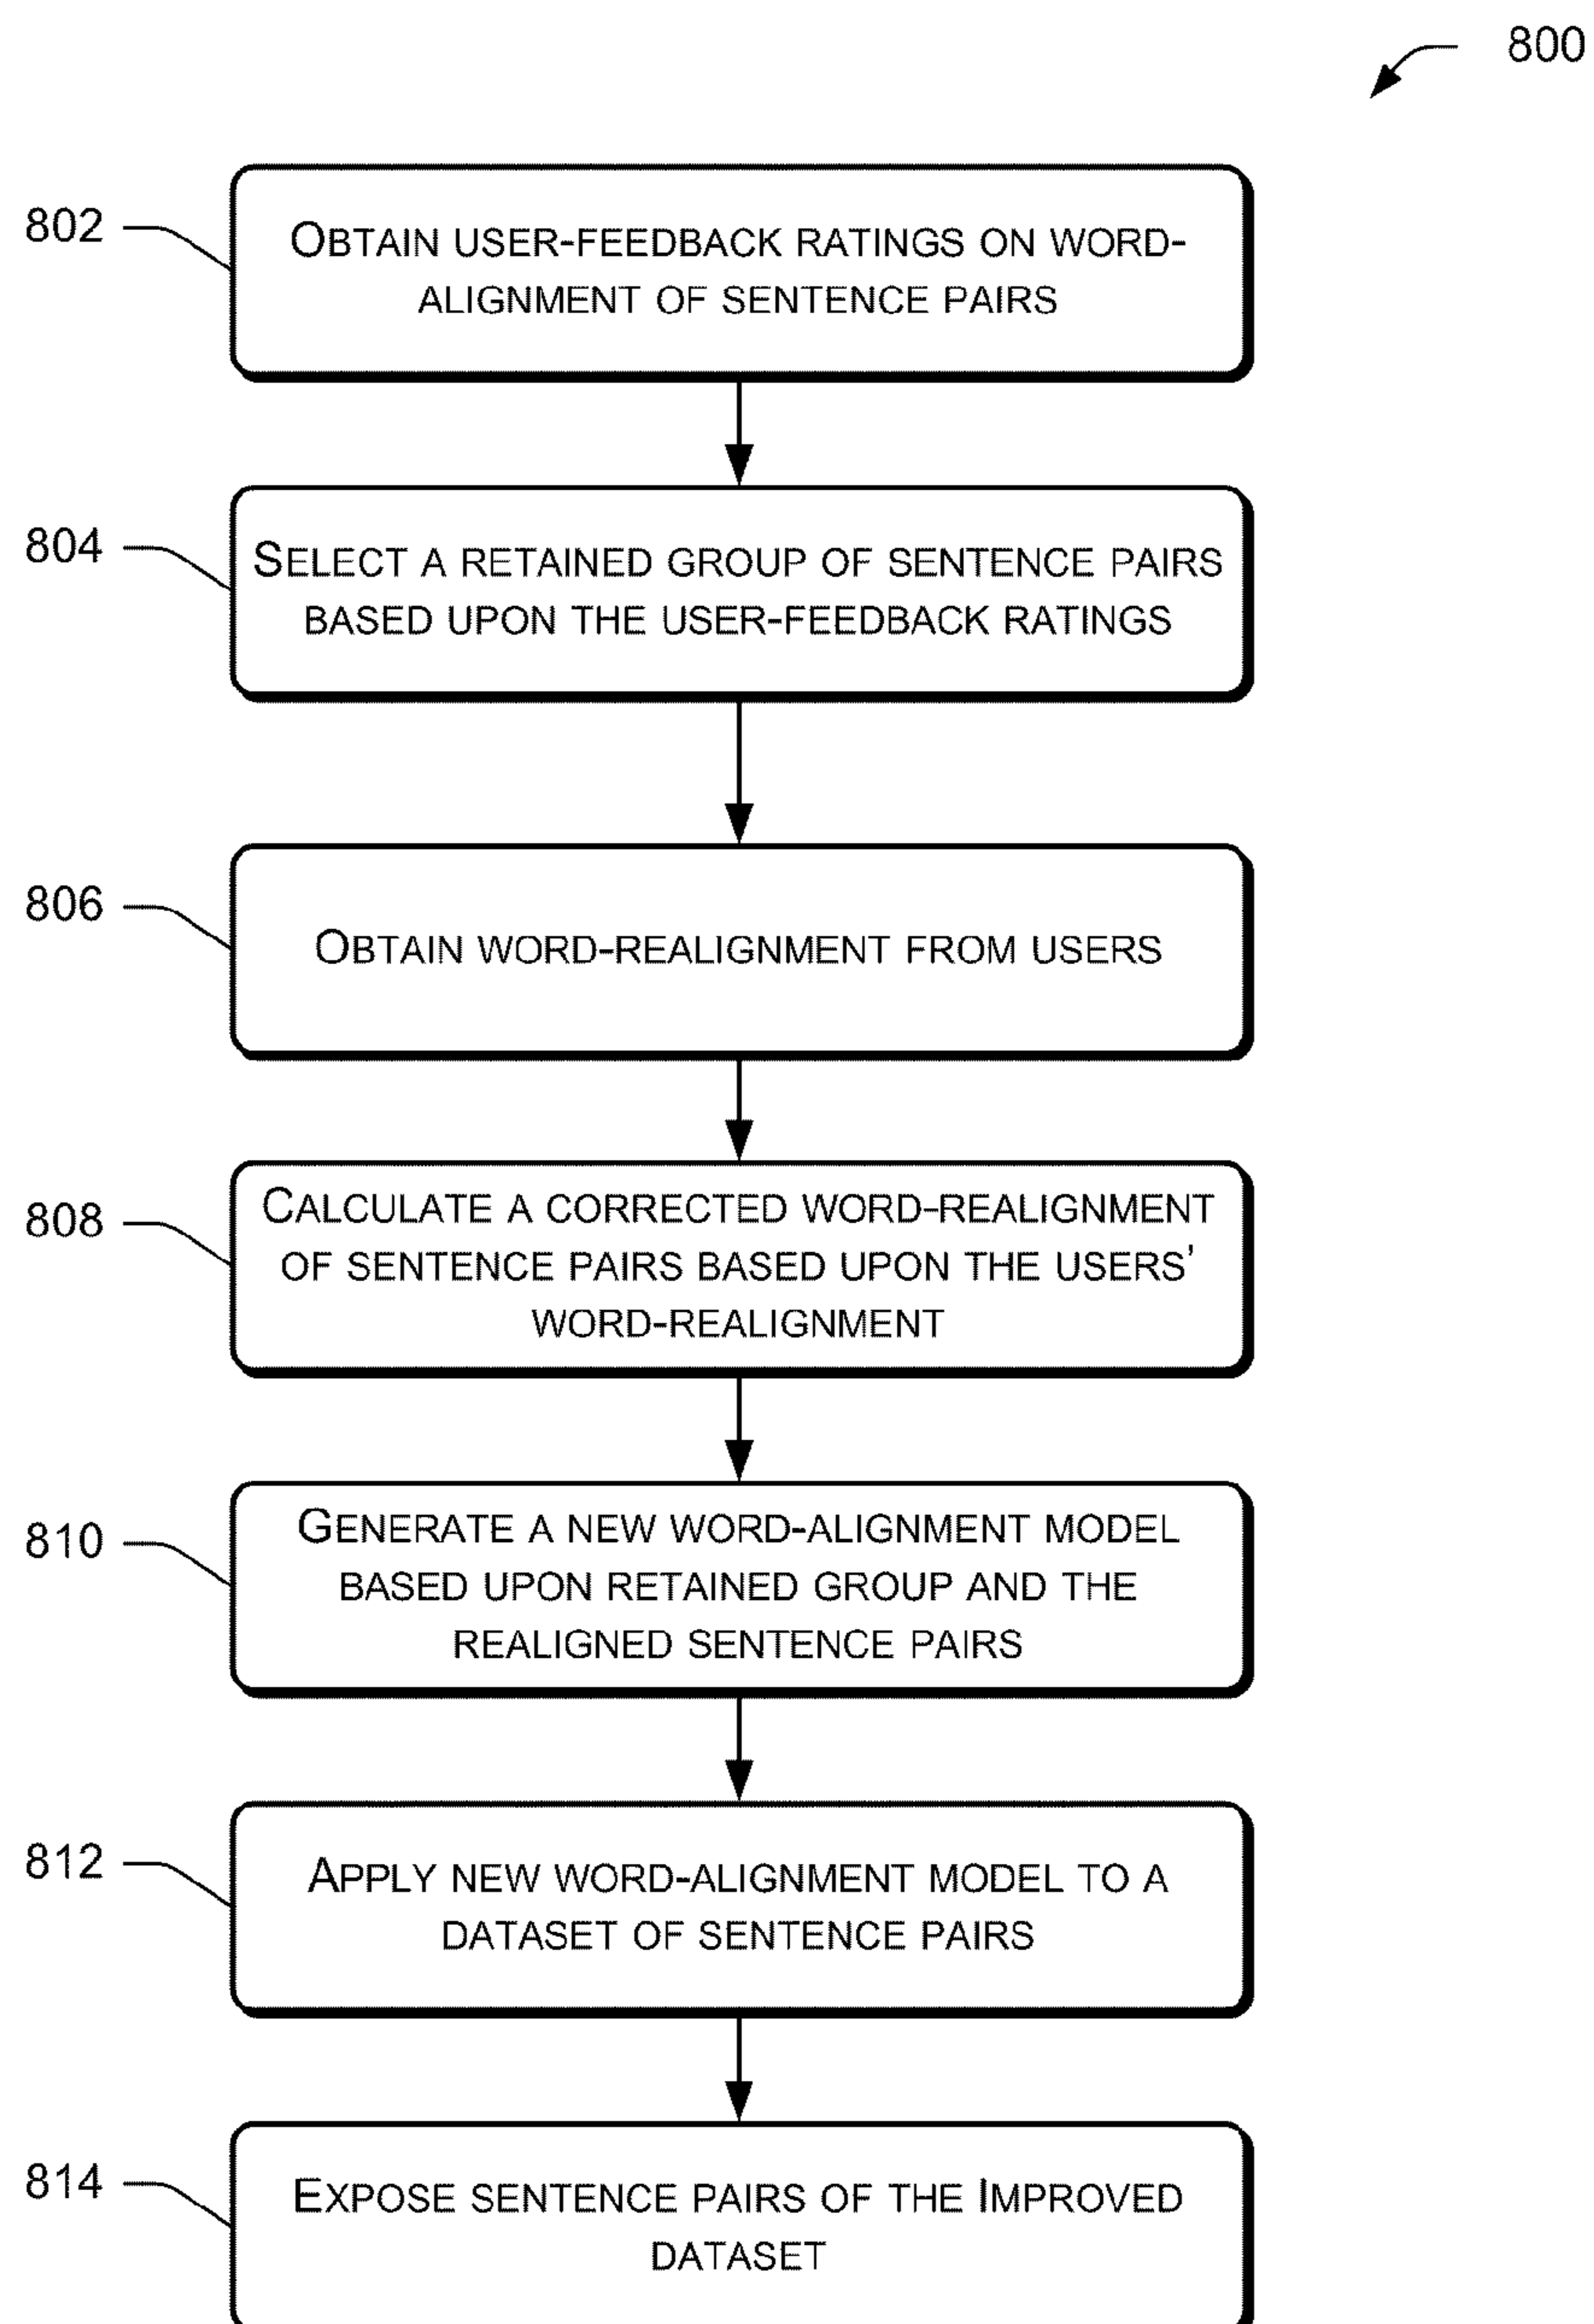 800
802
OBTAIN USER-FEEDBACK RATINGS ON WORD-
ALIGNMENT OF SENTENCE PAIRS
804
SELECT A RETAINED GROUP OF SENTENCE PAIRS
BASED UPON THE USER-FEEDBACK RATINGS
806
OBTAIN WORD-REALIGNMENT FROM USERS
808
CALCULATE A CORRECTED WORD-REALIGNMENT
OF SENTENCE PAIRS BASED UPON THE USERS'
WORD-REALIGNMENT
810
GENERATE A NEW WORD-ALIGNMENT MODEL
BASED UPON RETAINED GROUP AND THE
REALIGNED SENTENCE PAIRS
812
APPLY NEW WORD-ALIGNMENT MODEL TO A
DATASET OF SENTENCE PAIRS
814
EXPOSE SENTENCE PAIRS OF THE IMPROVED
DATASET